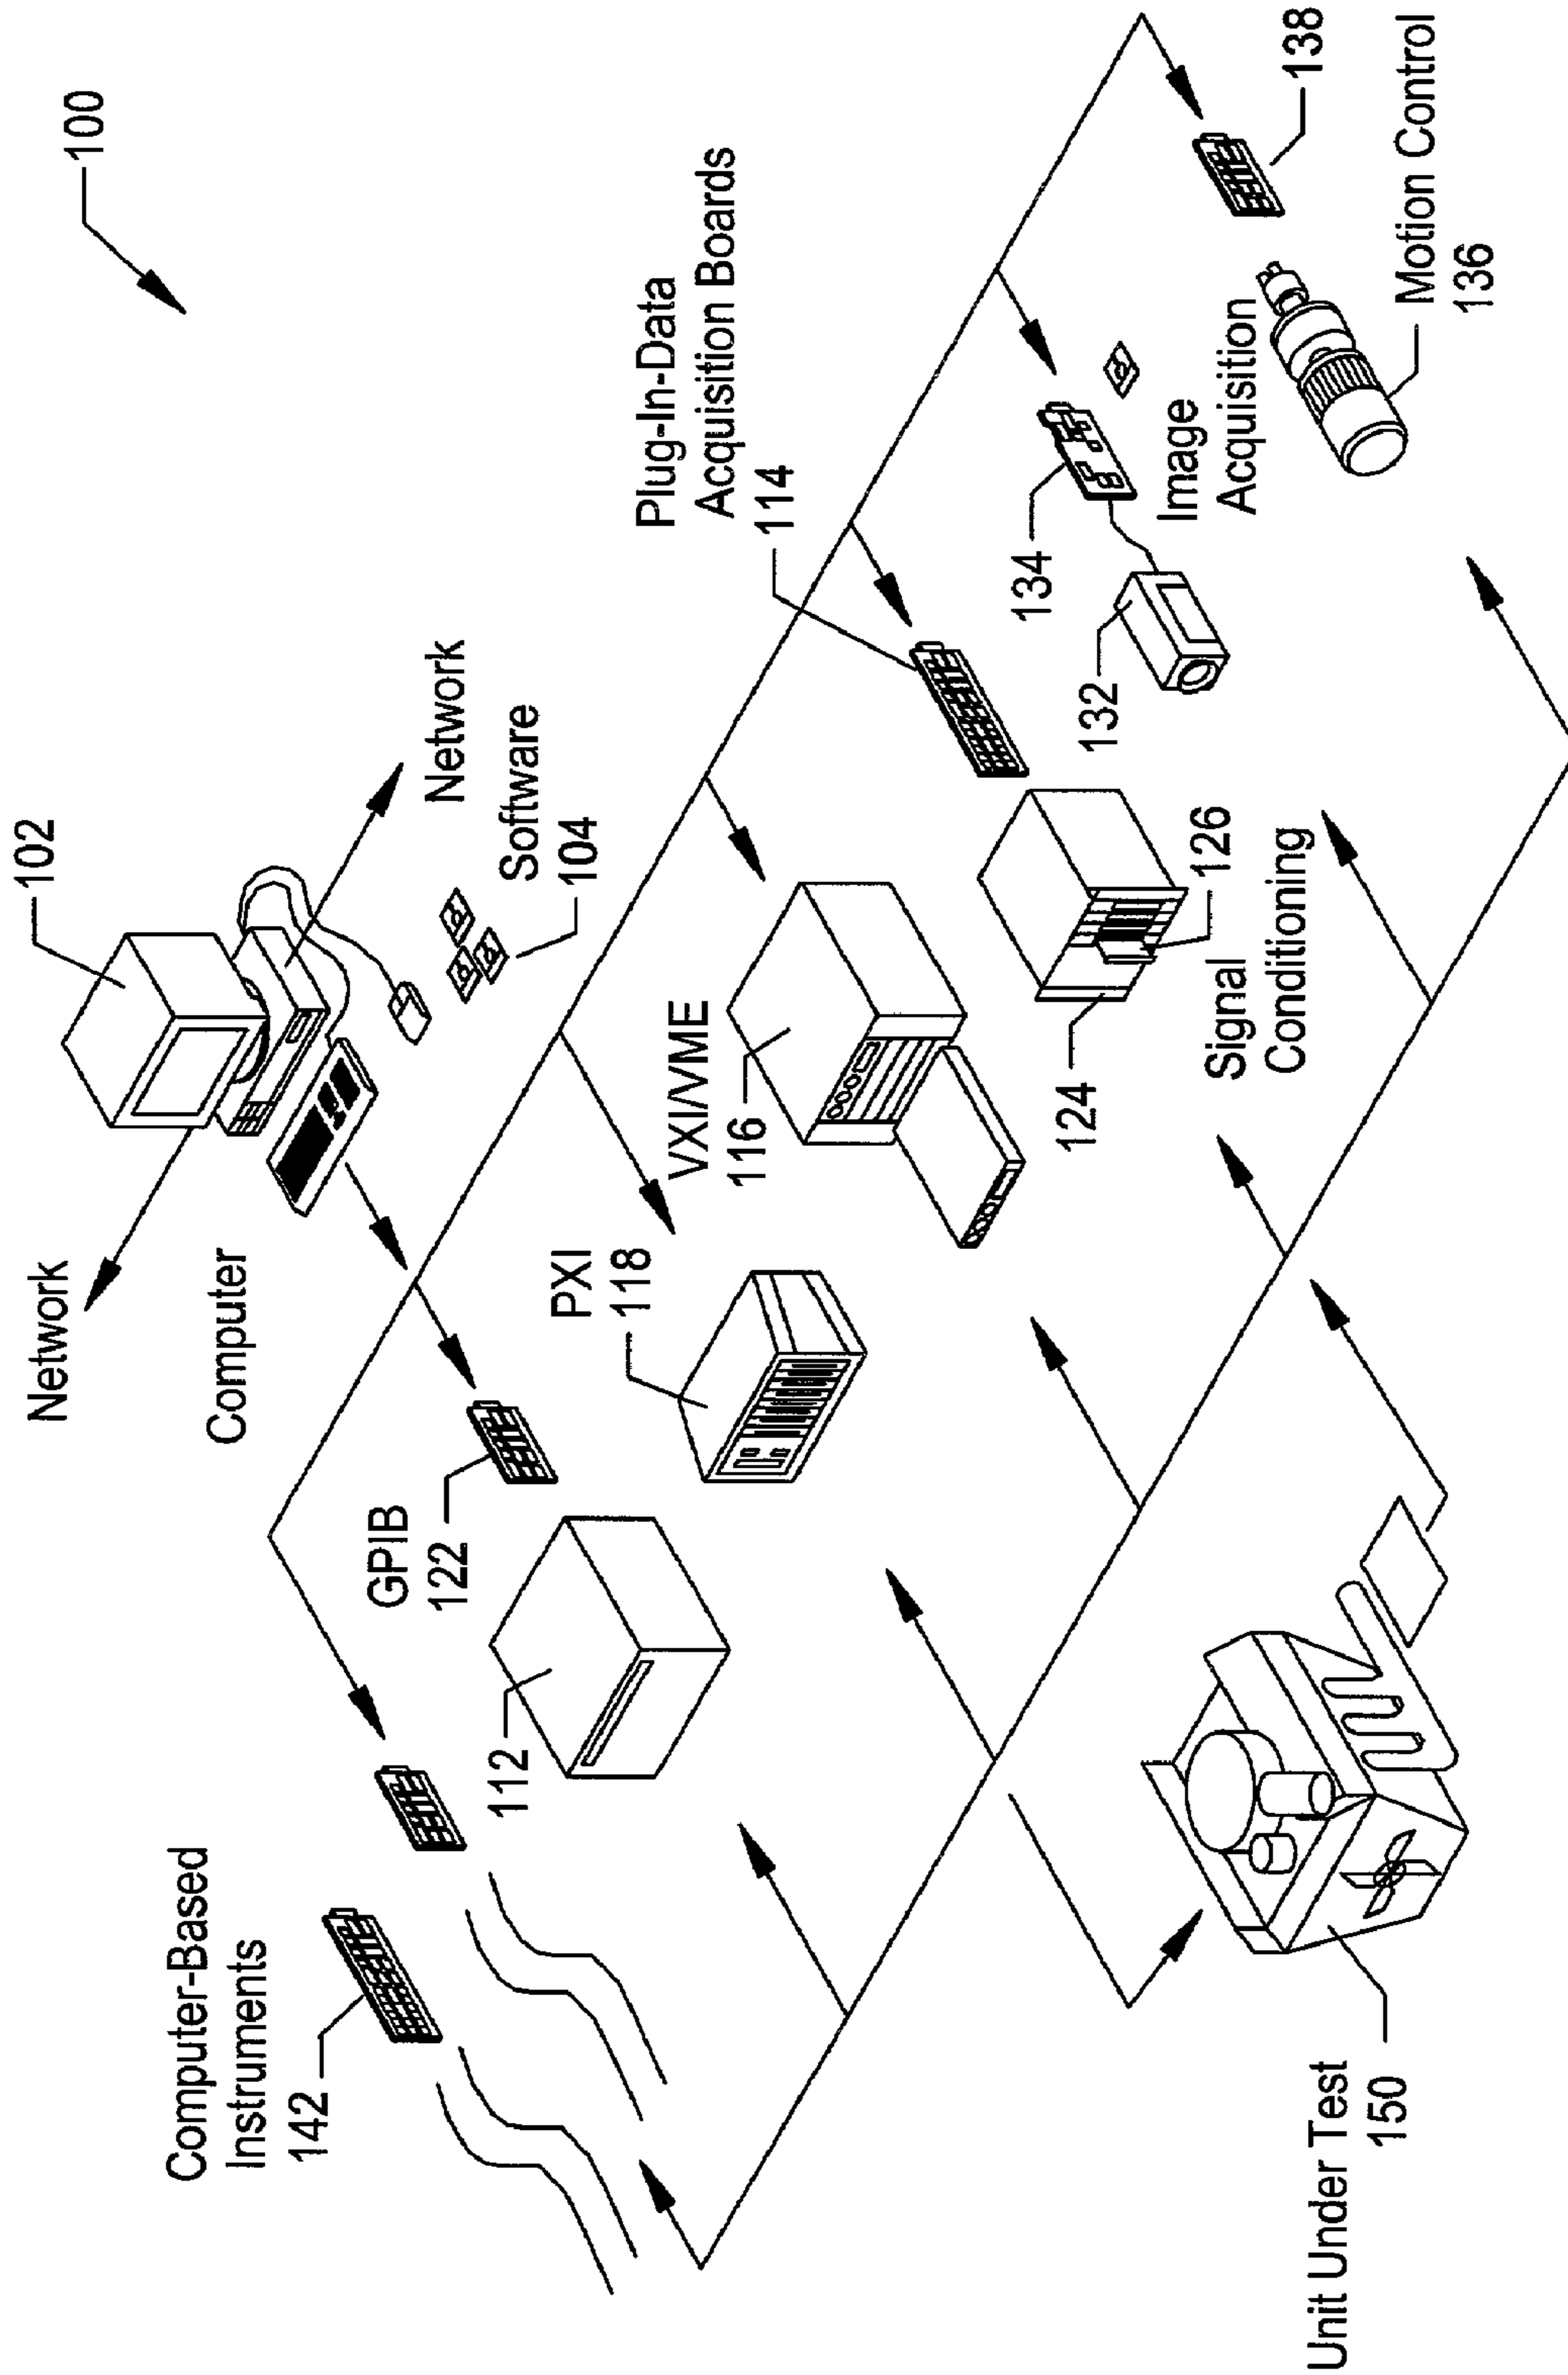 100
102
Network
Network
Computer
Software
104
Computer-Based
Instruments
142
GPIB
122
112
PXI
118
VXI/VME
116
Plug-In-Data
Acquisition Boards
114
134
132
Image
Acquisition
138
Motion Control
136
124
126
Signal
Conditioning
Unit Under Test
150